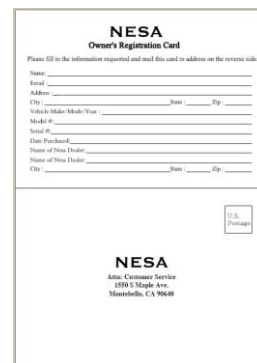 NESA
Owner's Registration Card
Please fill in the information requested and mail this card to address on the reverse side
Name:
Email :
Address :
City : State : Zip :
Vehicle Make/Mode/Year :
Model #:
Serial #:
Date Purchased:
Name of Nesa Dealer:
Name of Nesa Dealer:
City : State : Zip :
U.S.
Postage
NESA
Attn: Customer Service
1550 S Maple Ave.
Montebello, CA 90640